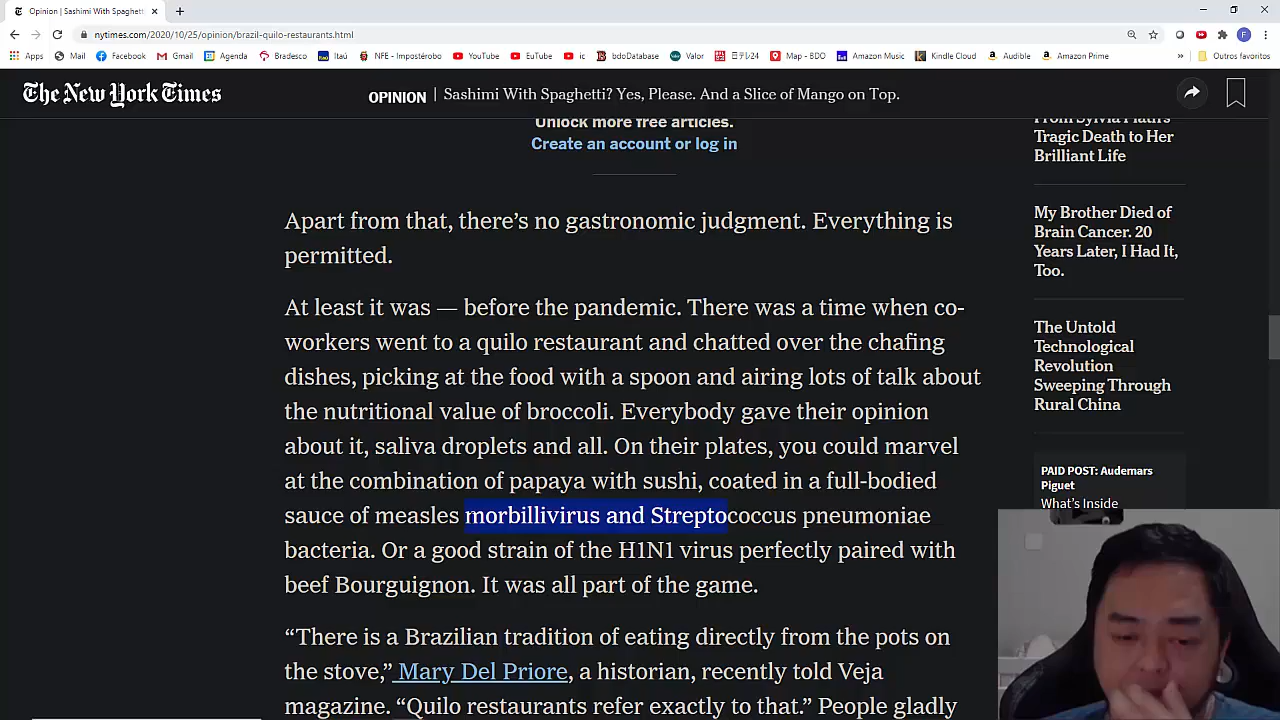 Opinion | Sashimi With Spaghett
nytimes.com/2020/10/25/opinion/brazil-quilo-restaurants.html
Apps Mail Facebook Gmail Agenda Bradesco Itaú NFE - Impostérobo YouTube EuTube ic bdoDatabase Valor 표준노24 Map - BDO Amazon Music Kindle Cloud Audible Amazon Prime » Outros favoritos
The New York Times
OPINION | Sashimi With Spaghetti? Yes, Please. And a Slice of Mango on Top.
Unlock more free articles.
Create an account or log in
Apart from that, there’s no gastronomic judgment. Everything is
permitted.
At least it was — before the pandemic. There was a time when co-
workers went to a quilo restaurant and chatted over the chafing
dishes, picking at the food with a spoon and airing lots of talk about
the nutritional value of broccoli. Everybody gave their opinion
about it, saliva droplets and all. On their plates, you could marvel
at the combination of papaya with sushi, coated in a full-bodied
sauce of measles morbillivirus and Streptococcus pneumoniae
bacteria. Or a good strain of the H1N1 virus perfectly paired with
beef Bourguignon. It was all part of the game.
“There is a Brazilian tradition of eating directly from the pots on
the stove,” Mary Del Priore, a historian, recently told Veja
magazine. “Quilo restaurants refer exactly to that.” People gladly
From Sylvia Plath’s
Tragic Death to Her
Brilliant Life
My Brother Died of
Brain Cancer. 20
Years Later, I Had It,
Too.
The Untold
Technological
Revolution
Sweeping Through
Rural China
PAID POST: Audemars
Piguet
What’s Inside